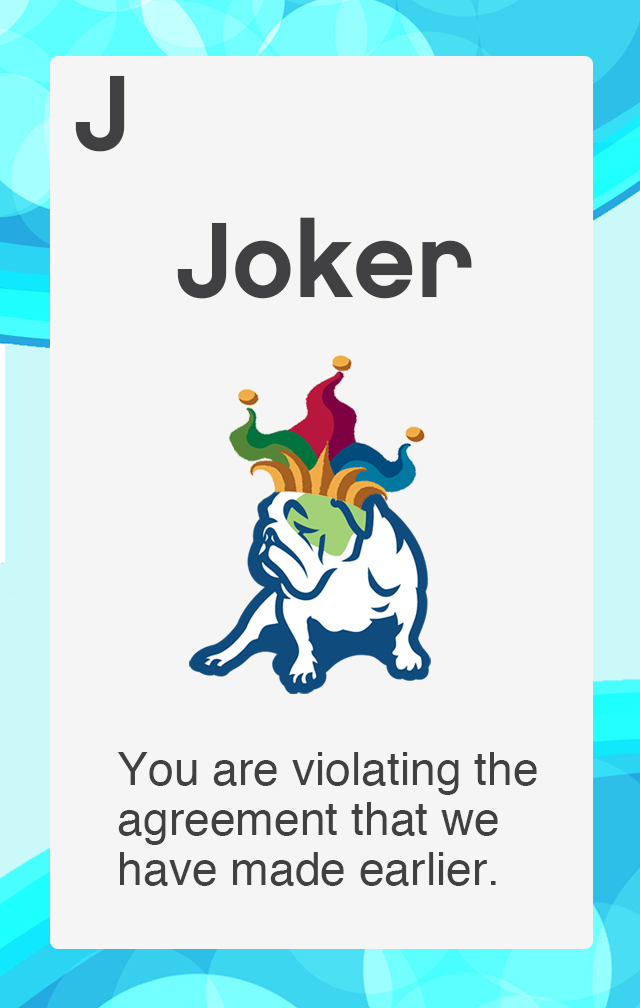 J
Joker
You are violating the
agreement that we
have made earlier.